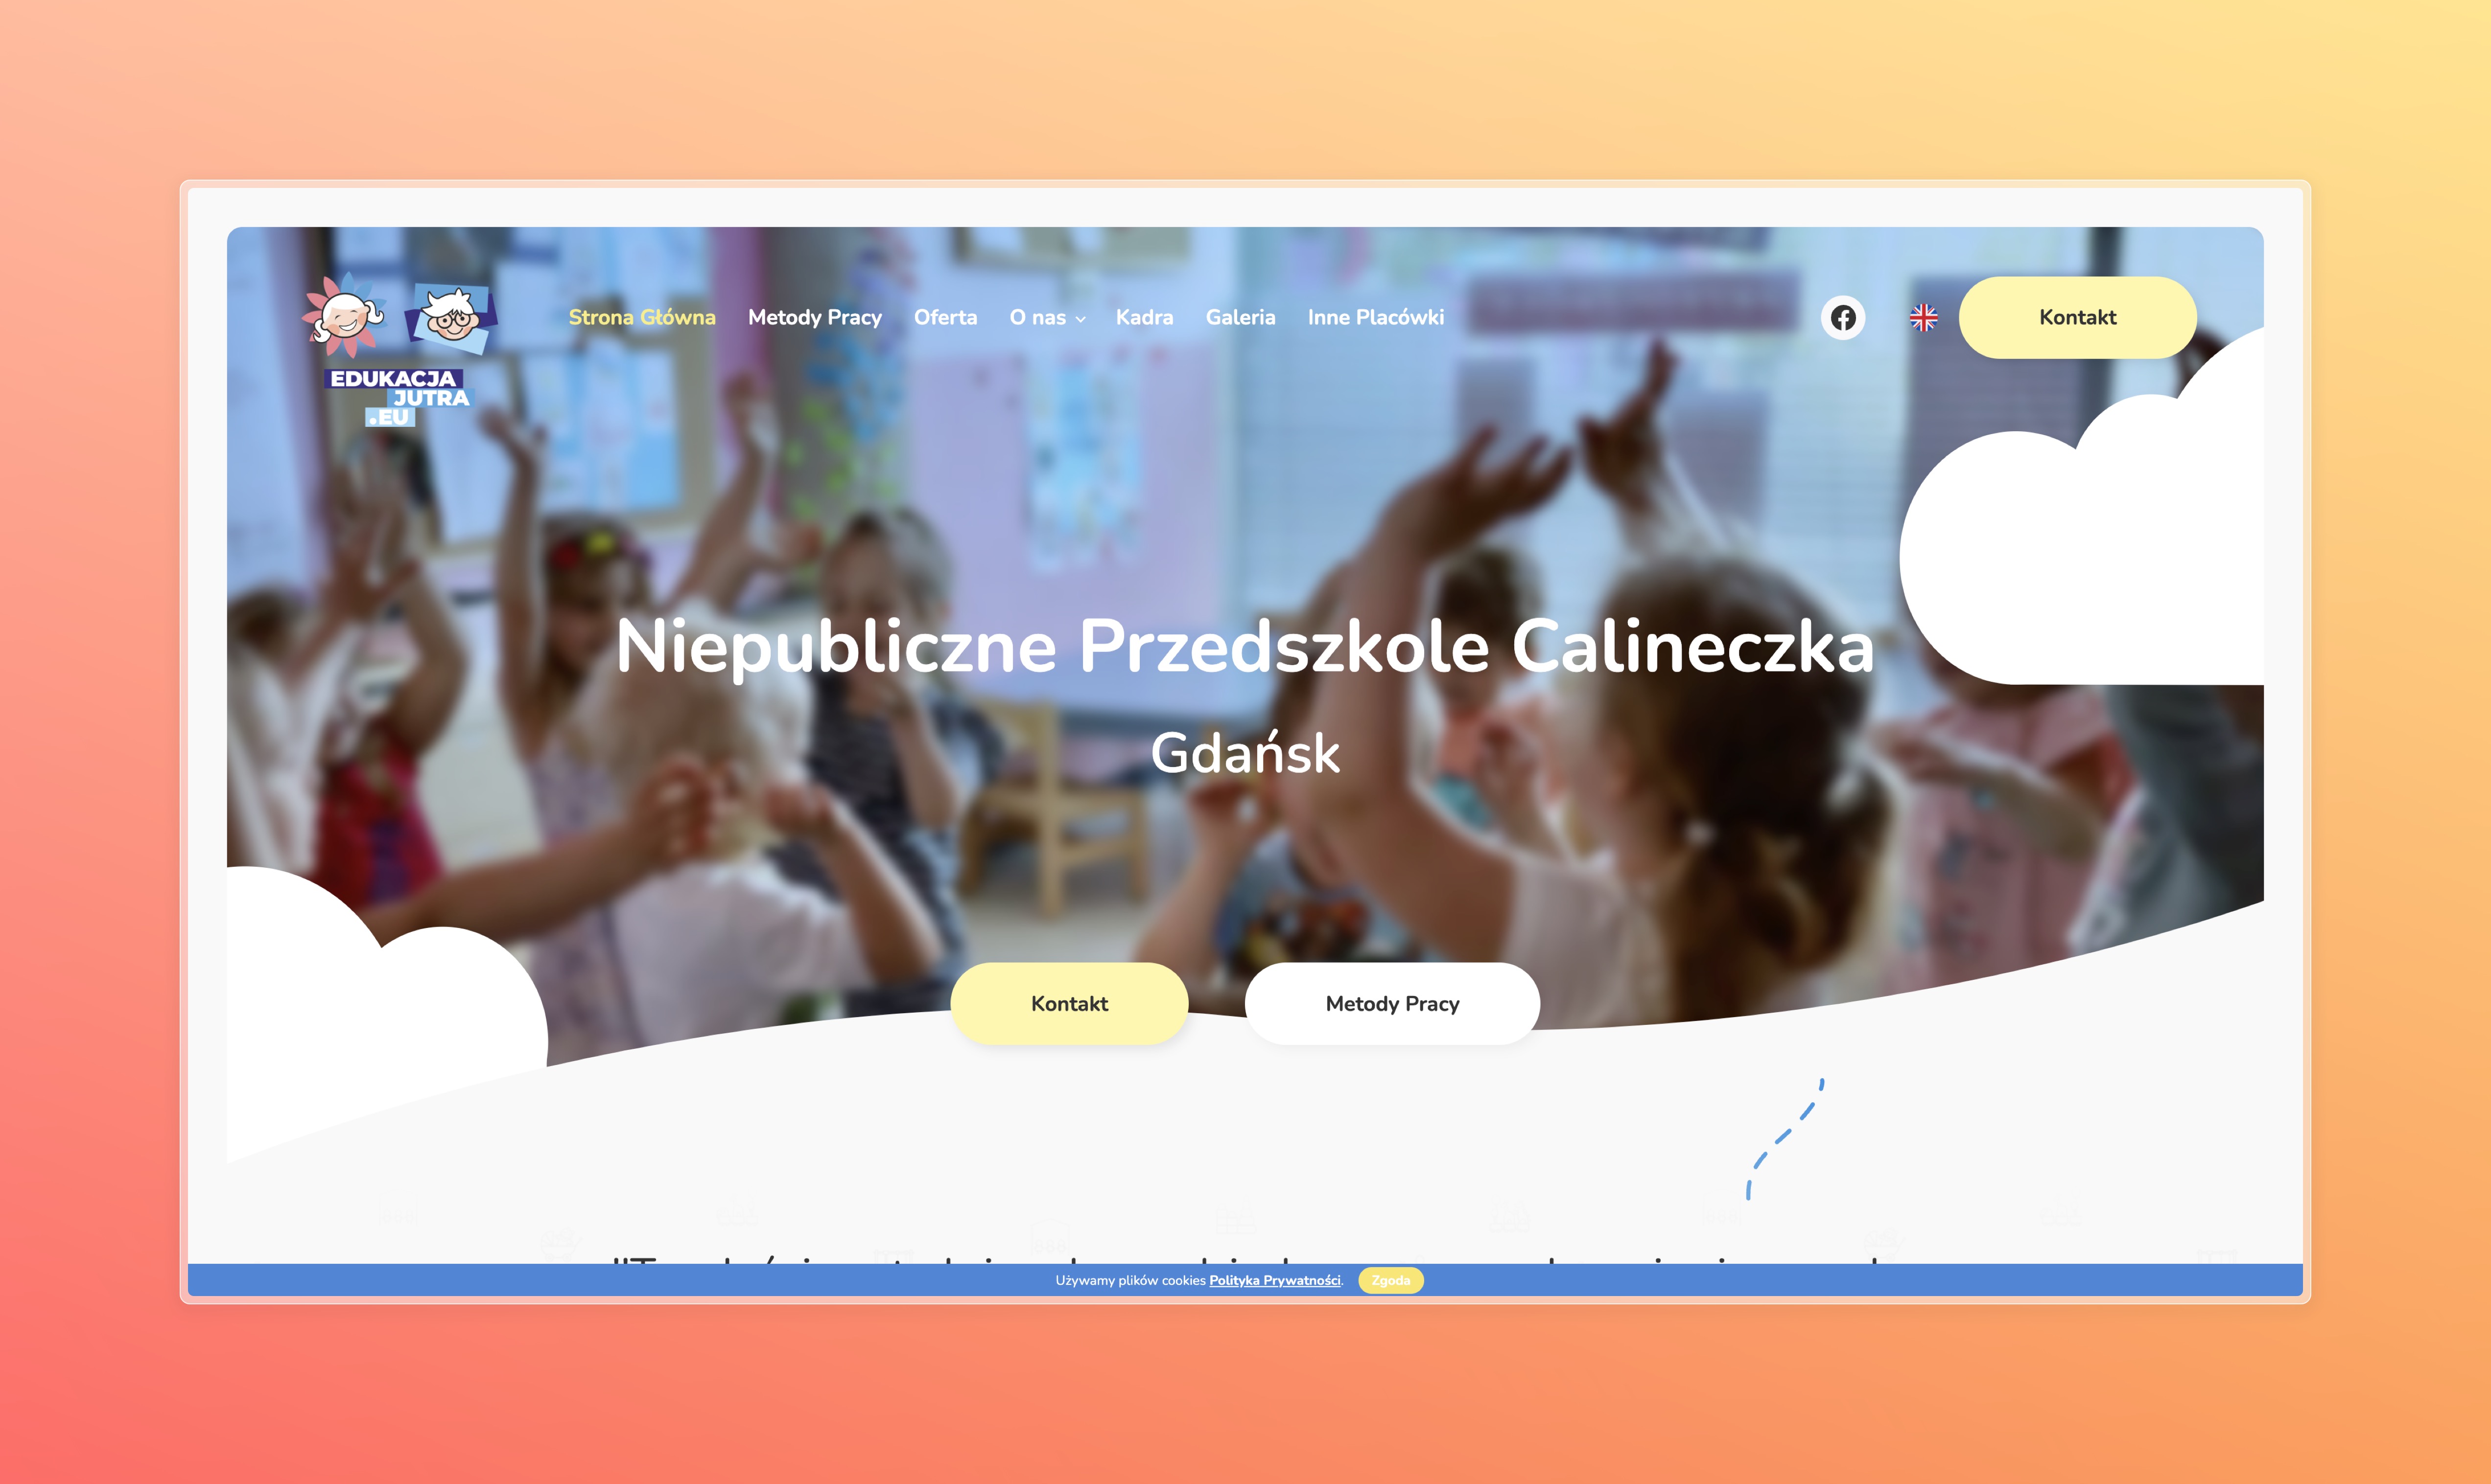 EDUKACJA
JUTRA
.EU
Strona Główna Metody Pracy Oferta O nas Kadra Galeria Inne Placówki Kontakt
Niepubliczne Przedszkole Calineczka
Gdańsk
Kontakt Metody Pracy
Używamy plików cookies Polityka Prywatności. Zgoda